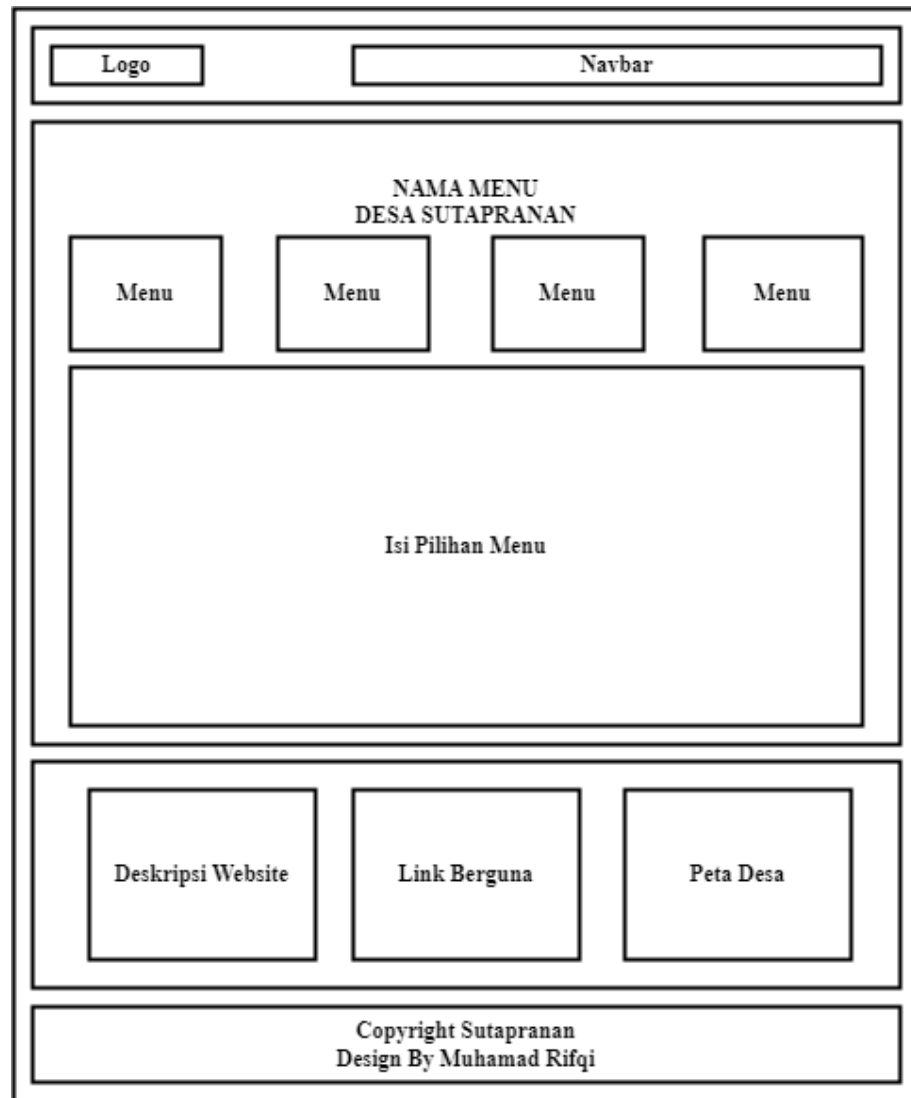 Logo
Navbar
NAMA MENU
DESA SUTAPRANAN
Menu
Menu
Menu
Menu
Isi Pilihan Menu
Deskripsi Website
Link Berguna
Peta Desa
Copyright Sutapranan
Design By Muhamad Rifqi